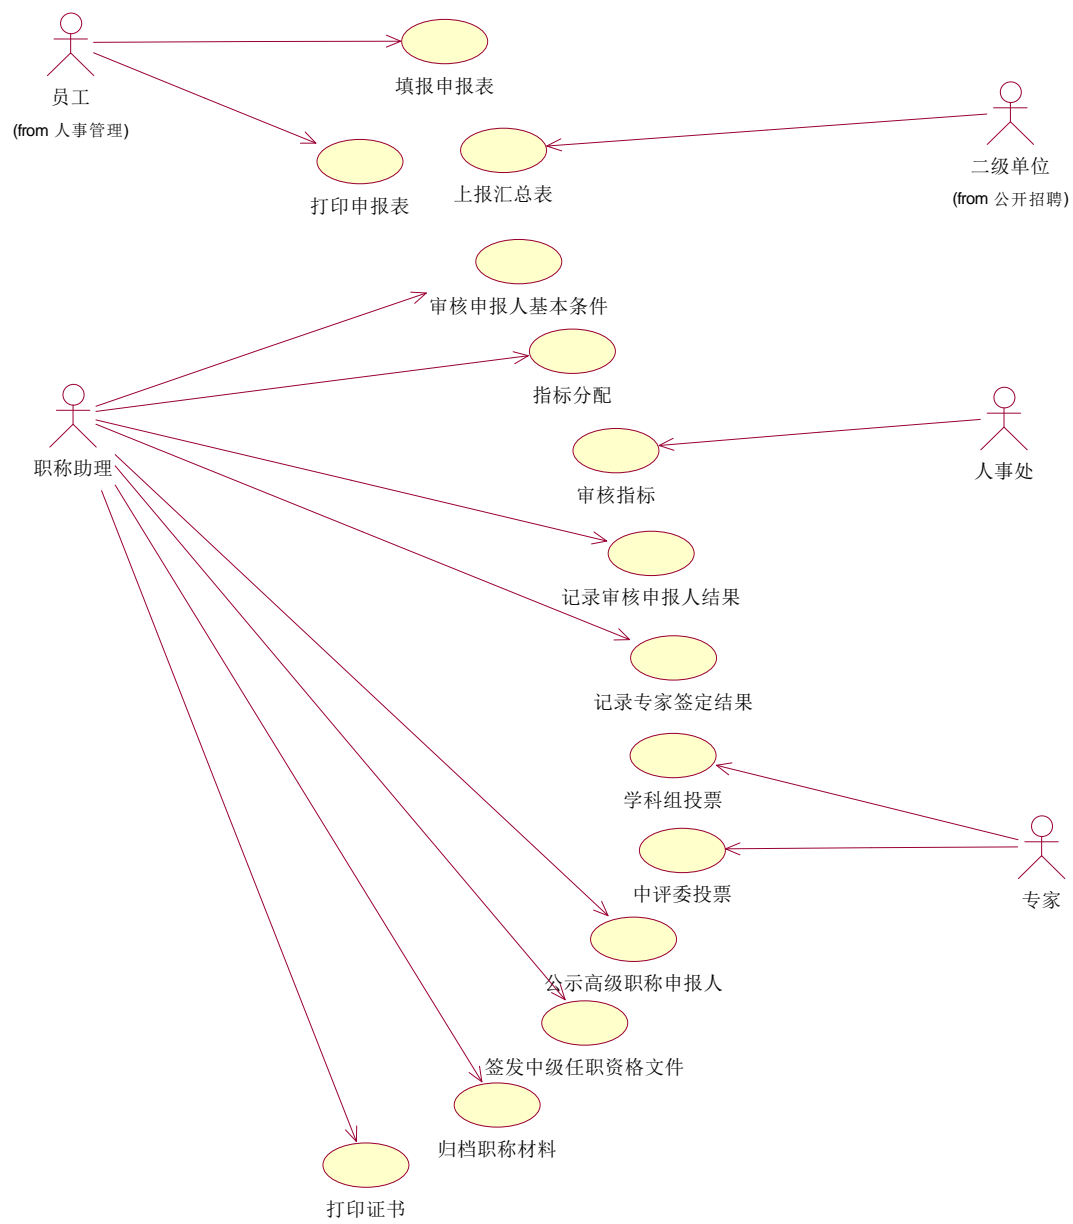 填报申报表
员工
(from 人事管理)
二级单位
(from 公开招聘)
上报汇总表
打印申报表
审核申报人基本条件
指标分配
职称助理
人事处
审核指标
记录审核申报人结果
记录专家签定结果
学科组投票
中评委投票
专家
公示高级职称申报人
签发中级任职资格文件
归档职称材料
打印证书